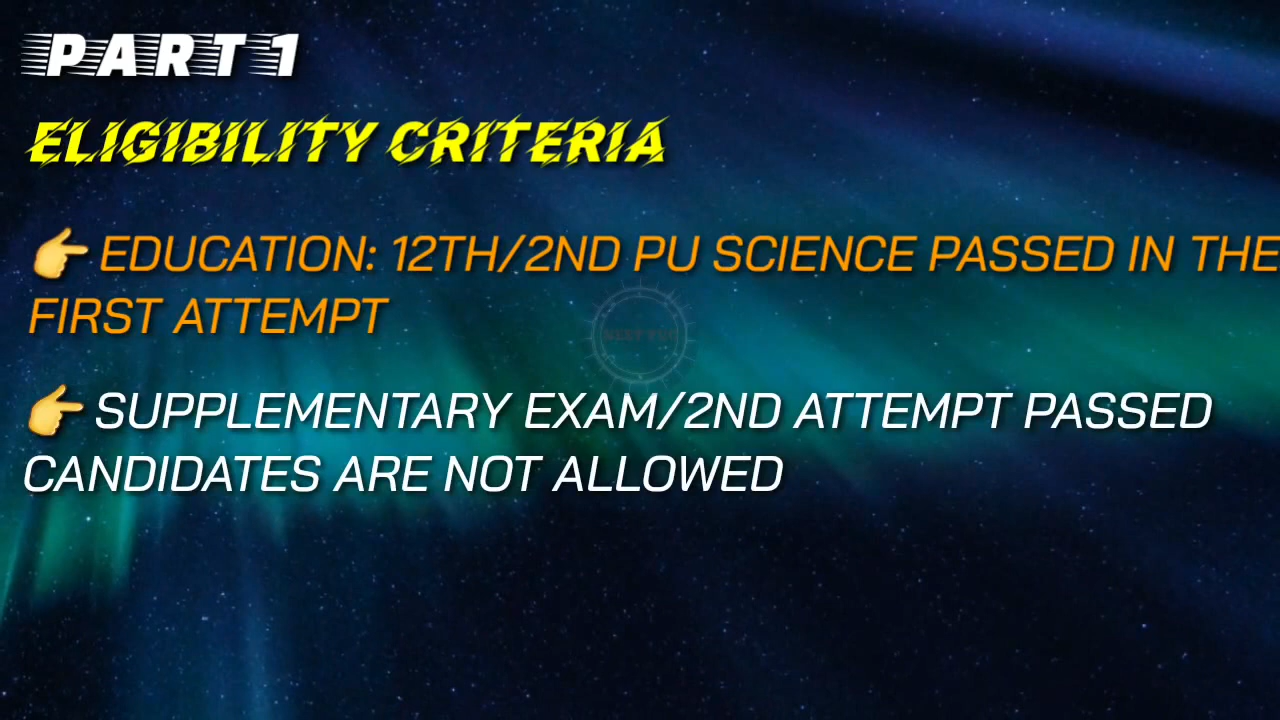 PART 1
ELIGIBILITY CRITERIA
👉 EDUCATION: 12TH/2ND PU SCIENCE PASSED IN THE
FIRST ATTEMPT
👉 SUPPLEMENTARY EXAM/2ND ATTEMPT PASSED
CANDIDATES ARE NOT ALLOWED